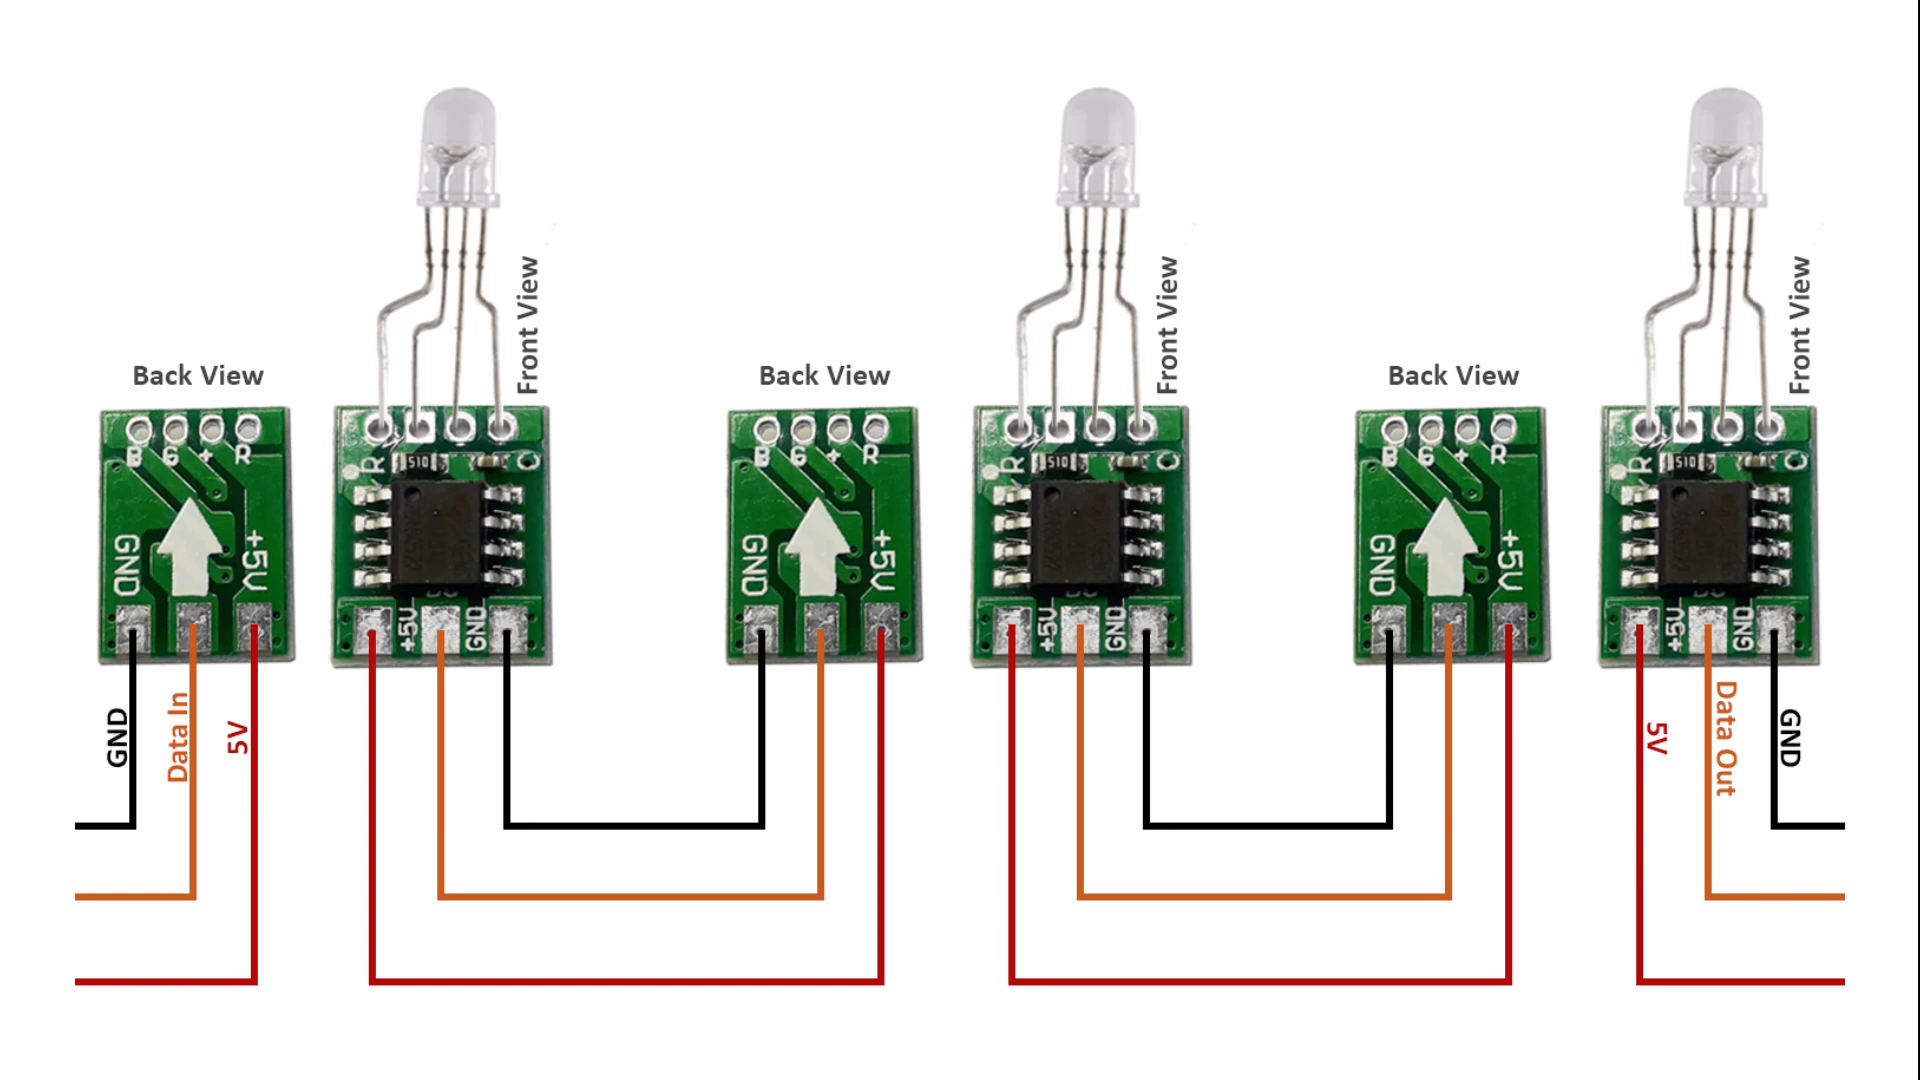 Back View
B G + R
GND
+5V
GND
Data In
5V
Front View
R
510
C
+5V
GND
Back View
B G + R
GND
+5V
Front View
R
510
C
+5V
GND
Back View
B G + R
GND
+5V
Front View
R
510
C
+5V
GND
5V
Data Out
GND